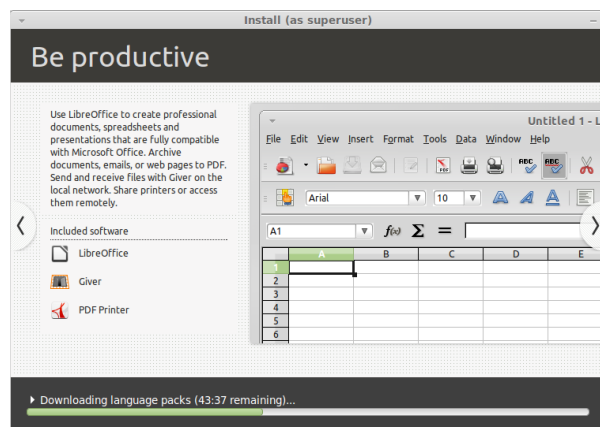 Install (as superuser)
Be productive
Use LibreOffice to create professional
documents, spreadsheets and
presentations that are fully compatible
with Microsoft Office. Archive
documents, emails, or web pages to PDF.
Send and receive files with Giver on the
local network. Share printers or access
them remotely.
Included software
LibreOffice
Giver
PDF Printer
Untitled 1 - L
File Edit View Insert Format Tools Data Window Help
PDF ABC ABC
Arial 10
A1 f(x) Σ =
A B C D E
1
2
3
4
5
6
Downloading language packs (43:37 remaining)...